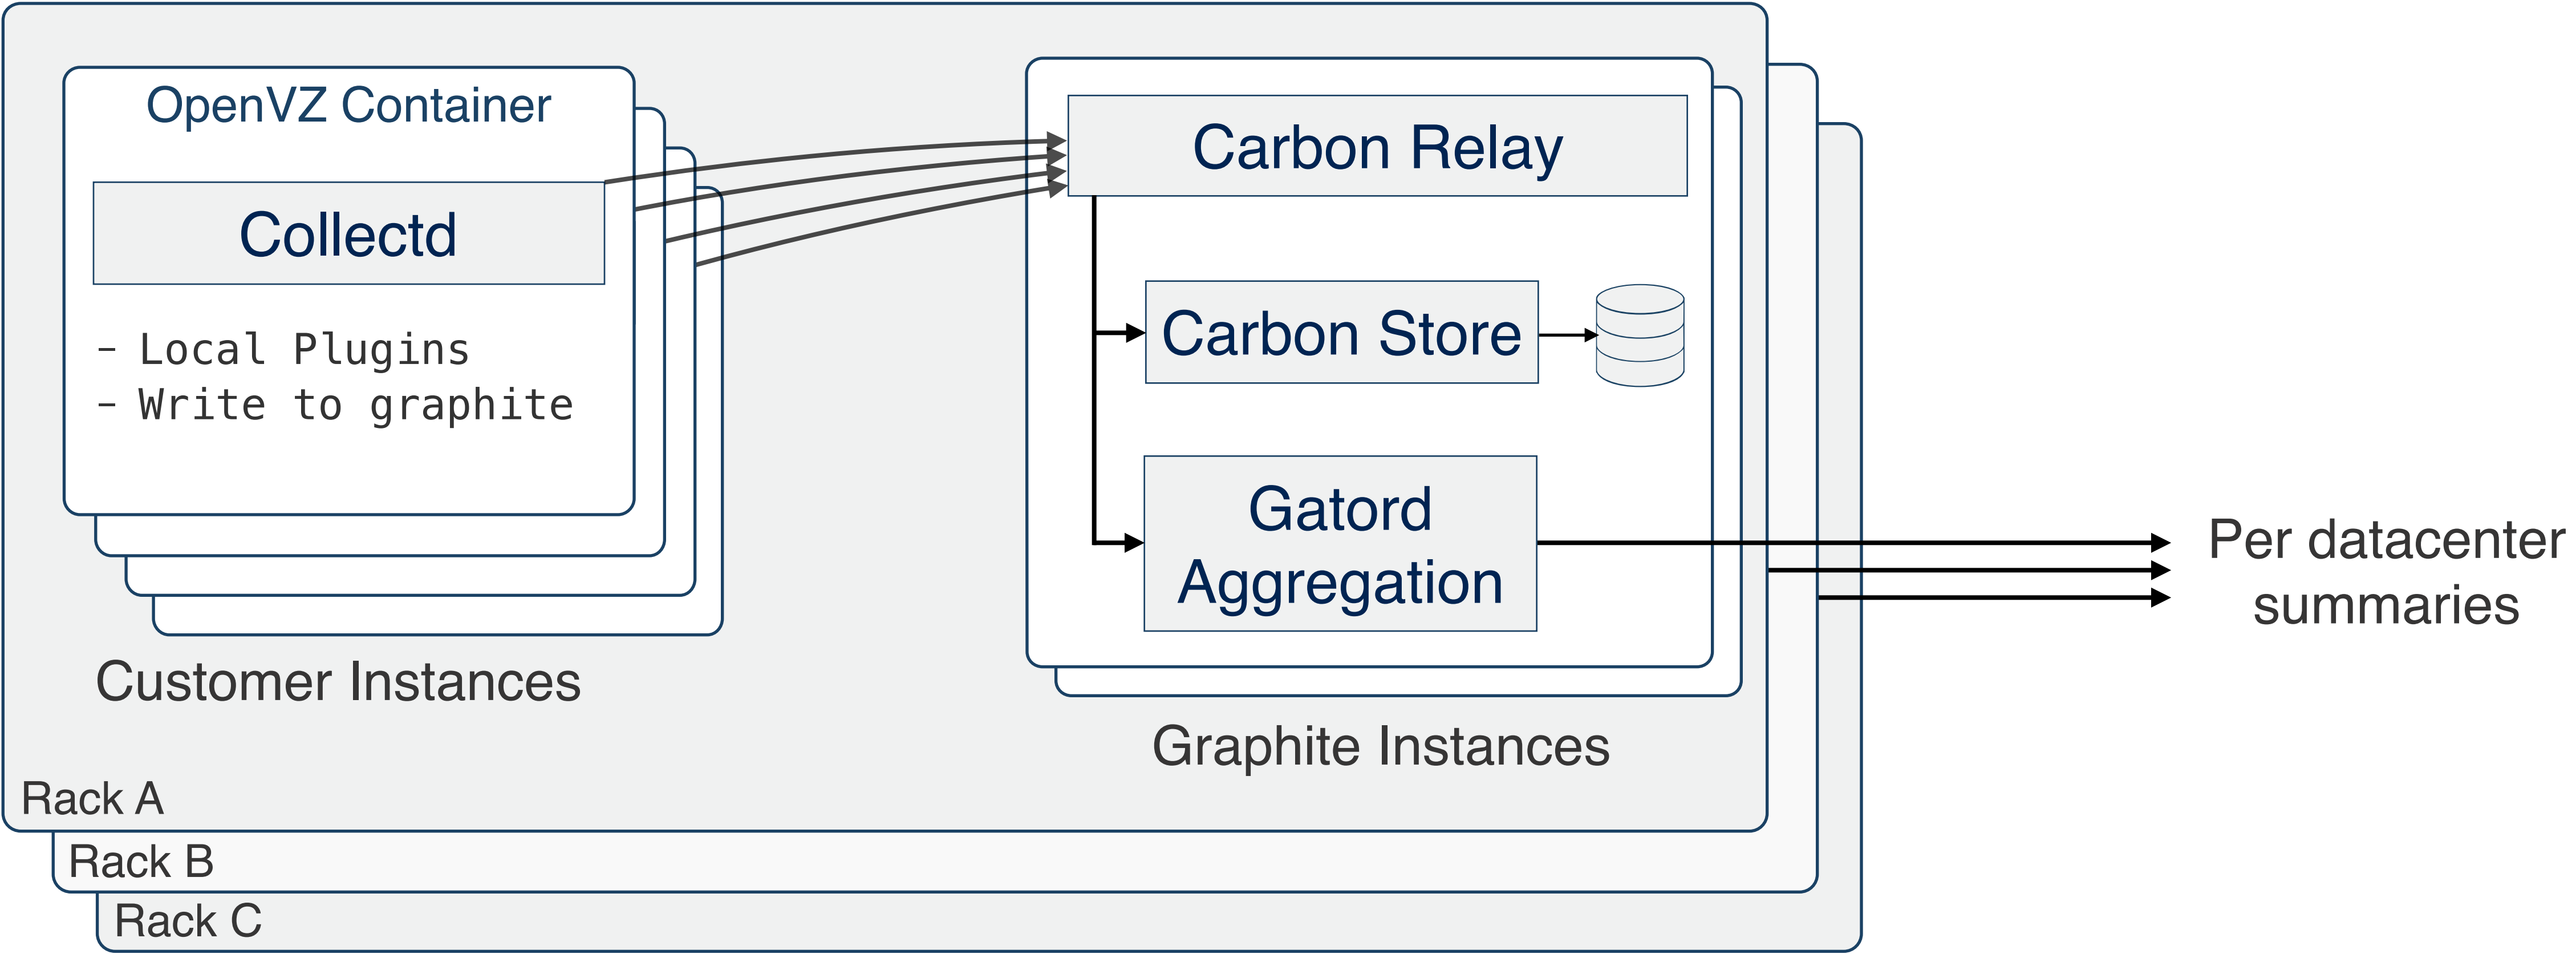 OpenVZ Container
Collectd
- Local Plugins
- Write to graphite
Customer Instances
Carbon Relay
Carbon Store
Gatord
Aggregation
Graphite Instances
Per datacenter
summaries
Rack A
Rack B
Rack C